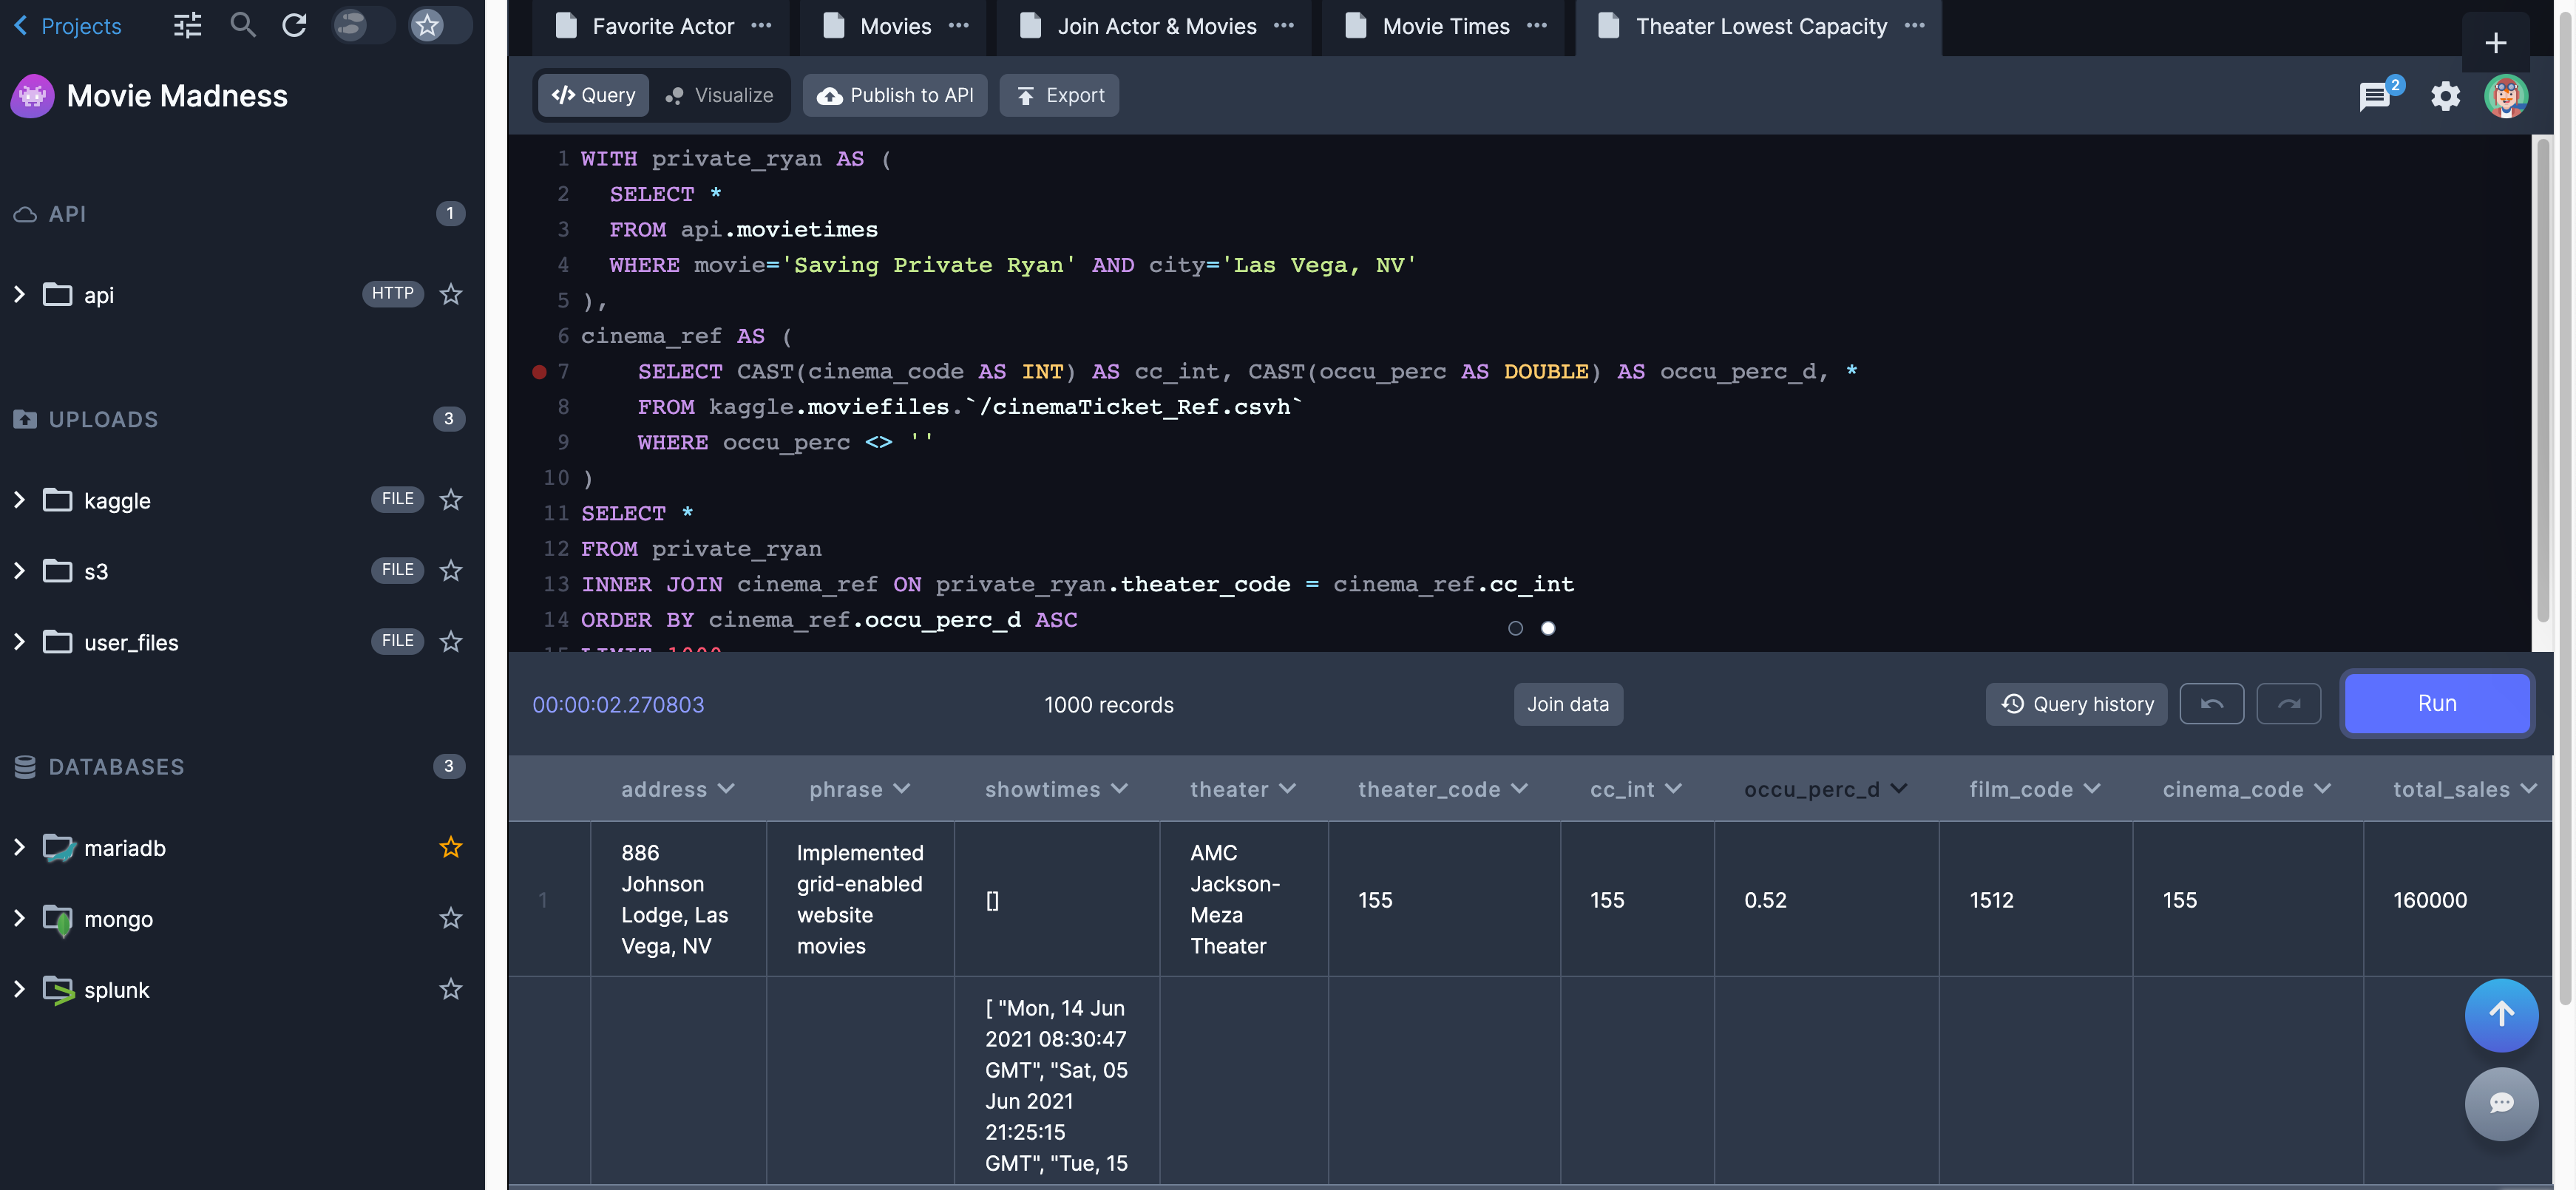 Projects
Movie Madness
API 1
api HTTP
UPLOADS 3
kaggle FILE
s3 FILE
user_files FILE
DATABASES 3
mariadb
mongo
splunk
Favorite Actor ··· Movies ··· Join Actor & Movies ··· Movie Times ··· Theater Lowest Capacity ··· +
</> Query Visualize Publish to API Export 2
1 WITH private_ryan AS (
2 SELECT *
3 FROM api.movietimes
4 WHERE movie='Saving Private Ryan' AND city='Las Vega, NV'
5 ),
6 cinema_ref AS (
7 SELECT CAST(cinema_code AS INT) AS cc_int, CAST(occu_perc AS DOUBLE) AS occu_perc_d, *
8 FROM kaggle.moviefiles.`/cinemaTicket_Ref.csvh`
9 WHERE occu_perc <> ''
10 )
11 SELECT *
12 FROM private_ryan
13 INNER JOIN cinema_ref ON private_ryan.theater_code = cinema_ref.cc_int
14 ORDER BY cinema_ref.occu_perc_d ASC
15 LIMIT 1000
00:00:02.270803 1000 records Join data Query history Run
address phrase showtimes theater theater_code cc_int occu_perc_d film_code cinema_code total_sales
1
886
Johnson
Lodge, Las
Vega, NV
Implemented
grid-enabled
website
movies
[]
AMC
Jackson-
Meza
Theater
155
155
0.52
1512
155
160000
[ "Mon, 14 Jun
2021 08:30:47
GMT", "Sat, 05
Jun 2021
21:25:15
GMT", "Tue, 15